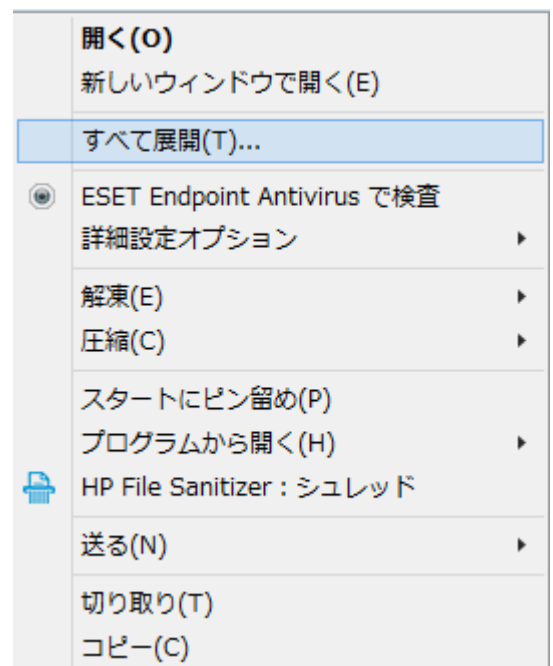 開く(O)
新しいウィンドウで開く(E)
すべて展開(T)...
ESET Endpoint Antivirus で検査
詳細設定オプション
解凍(E)
圧縮(C)
スタートにピン留め(P)
プログラムから開く(H)
HP File Sanitizer : シュレッド
送る(N)
切り取り(T)
コピー(C)